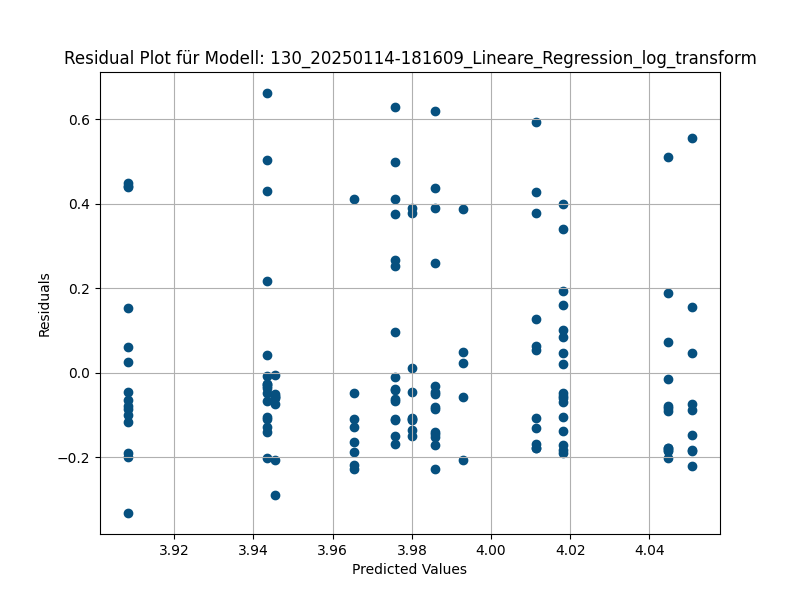 Residual Plot für Modell: 130_20250114-181609_Lineare_Regression_log_transform
0.6
0.4
0.2
0.0
−0.2
Residuals
3.92 3.94 3.96 3.98 4.00 4.02 4.04
Predicted Values